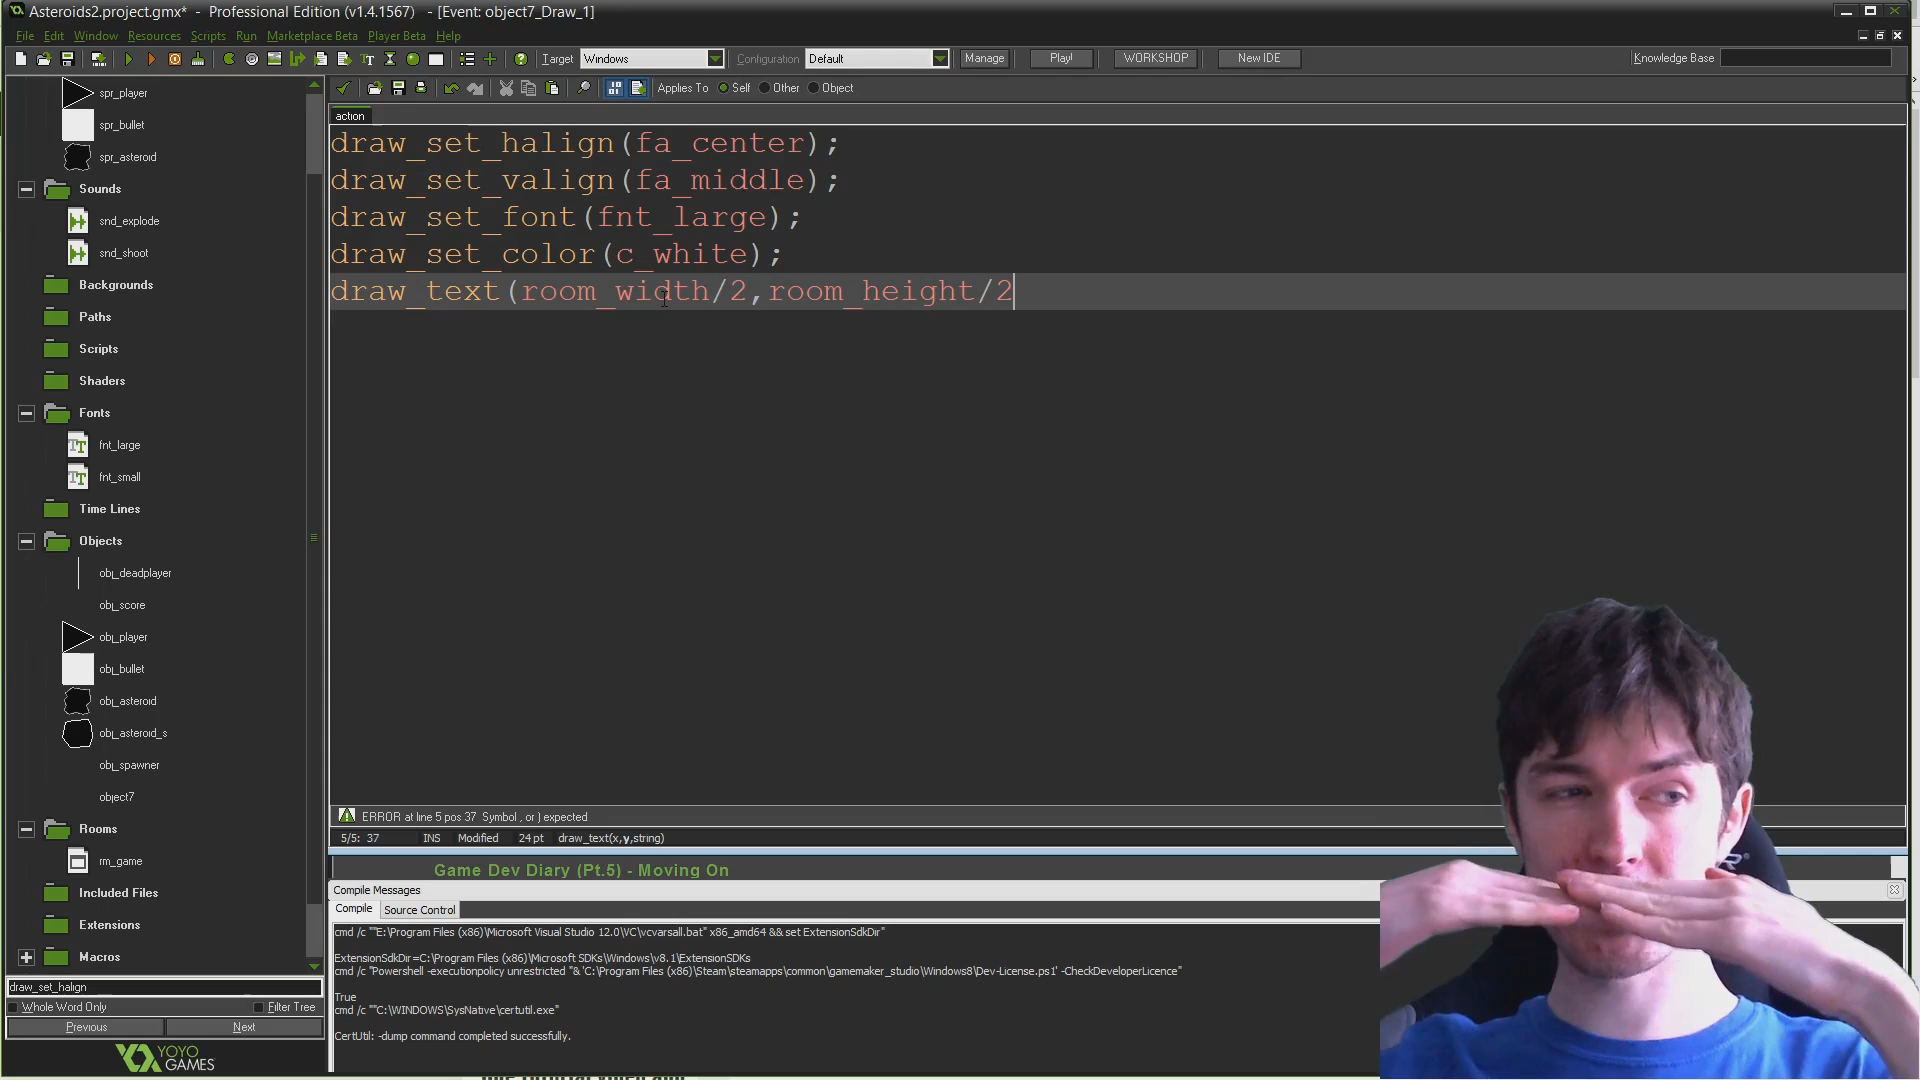 Asteroids2.project.gmx* - Professional Edition (v1.4.1567) - [Event: object7_Draw_1]
File Edit Window Resources Scripts Run Marketplace Beta Player Beta Help
Target Windows Configuration Default Manage Play! WORKSHOP New IDE Knowledge Base
Applies To Self Other Object
action
draw_set_halign(fa_center);
draw_set_valign(fa_middle);
draw_set_font(fnt_large);
draw_set_color(c_white);
draw_text(room_width/2,room_height/2
spr_player
spr_bullet
spr_asteroid
Sounds
snd_explode
snd_shoot
Backgrounds
Paths
Scripts
Shaders
Fonts
fnt_large
fnt_small
Time Lines
Objects
obj_deadplayer
obj_score
obj_player
obj_bullet
obj_asteroid
obj_asteroid_s
obj_spawner
object7
Rooms
rm_game
Included Files
Extensions
Macros
draw_set_halign
Whole Word Only Filter Tree
Previous Next
YOYO
GAMES
ERROR at line 5 pos 37 Symbol , or ) expected
5/5: 37 INS Modified 24 pt draw_text(x,y,string)
Game Dev Diary (Pt.5) - Moving On
Compile Messages
Compile Source Control
cmd /c ""E:\Program Files (x86)\Microsoft Visual Studio 12.0\VC\vcvarsall.bat" x86_amd64 && set ExtensionSdkDir"
ExtensionSdkDir=C:\Program Files (x86)\Microsoft SDKs\Windows\v8.1\ExtensionSDKs
cmd /c "Powershell -executionpolicy unrestricted "& 'C:\Program Files (x86)\Steam\steamapps\common\gamemaker_studio\Windows8\Dev-License.ps1' -CheckDeveloperLicence"
True
cmd /c ""C:\WINDOWS\SysNative\certutil.exe"
CertUtil: -dump command completed successfully.